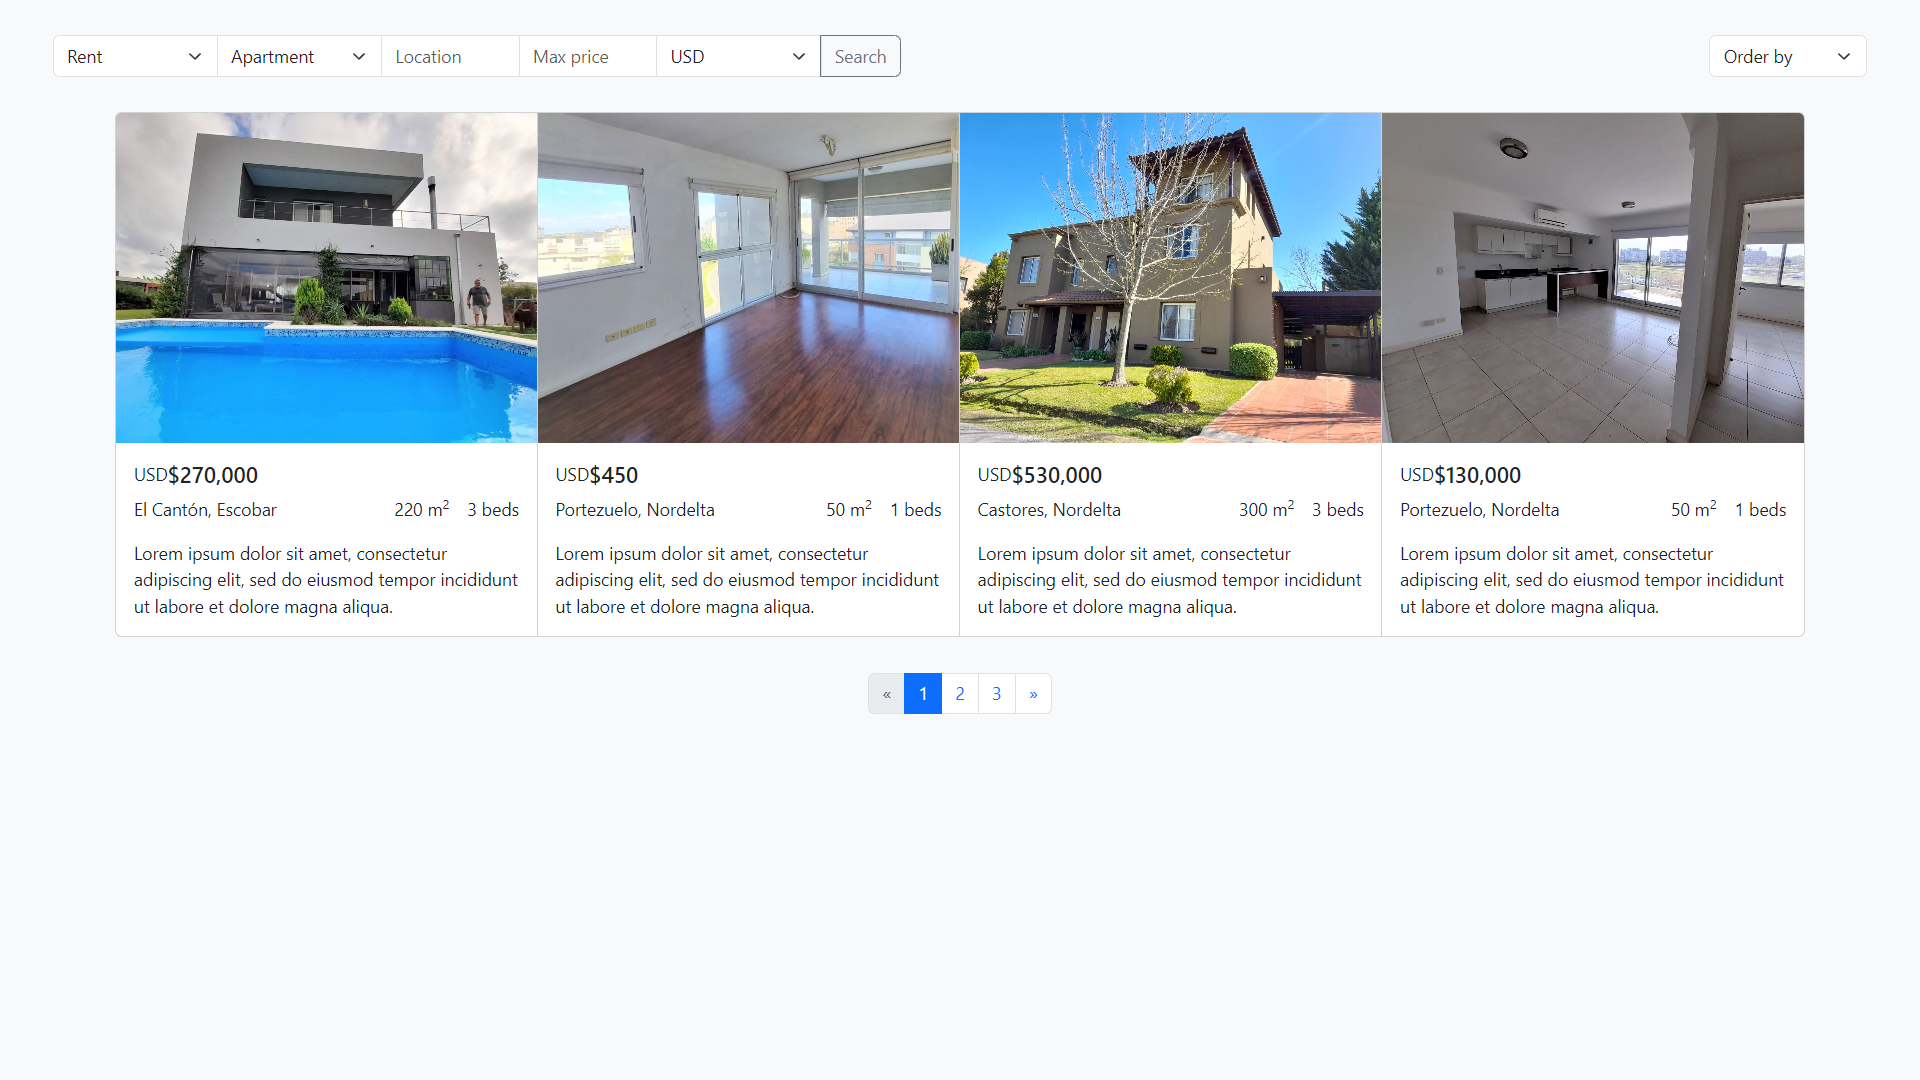 Rent Apartment Location Max price USD Search Order by
USD$270,000
El Cantón, Escobar 220 m² 3 beds
Lorem ipsum dolor sit amet, consectetur
adipiscing elit, sed do eiusmod tempor incididunt
ut labore et dolore magna aliqua.
USD$450
Portezuelo, Nordelta 50 m² 1 beds
Lorem ipsum dolor sit amet, consectetur
adipiscing elit, sed do eiusmod tempor incididunt
ut labore et dolore magna aliqua.
USD$530,000
Castores, Nordelta 300 m² 3 beds
Lorem ipsum dolor sit amet, consectetur
adipiscing elit, sed do eiusmod tempor incididunt
ut labore et dolore magna aliqua.
USD$130,000
Portezuelo, Nordelta 50 m² 1 beds
Lorem ipsum dolor sit amet, consectetur
adipiscing elit, sed do eiusmod tempor incididunt
ut labore et dolore magna aliqua.
« 1 2 3 »